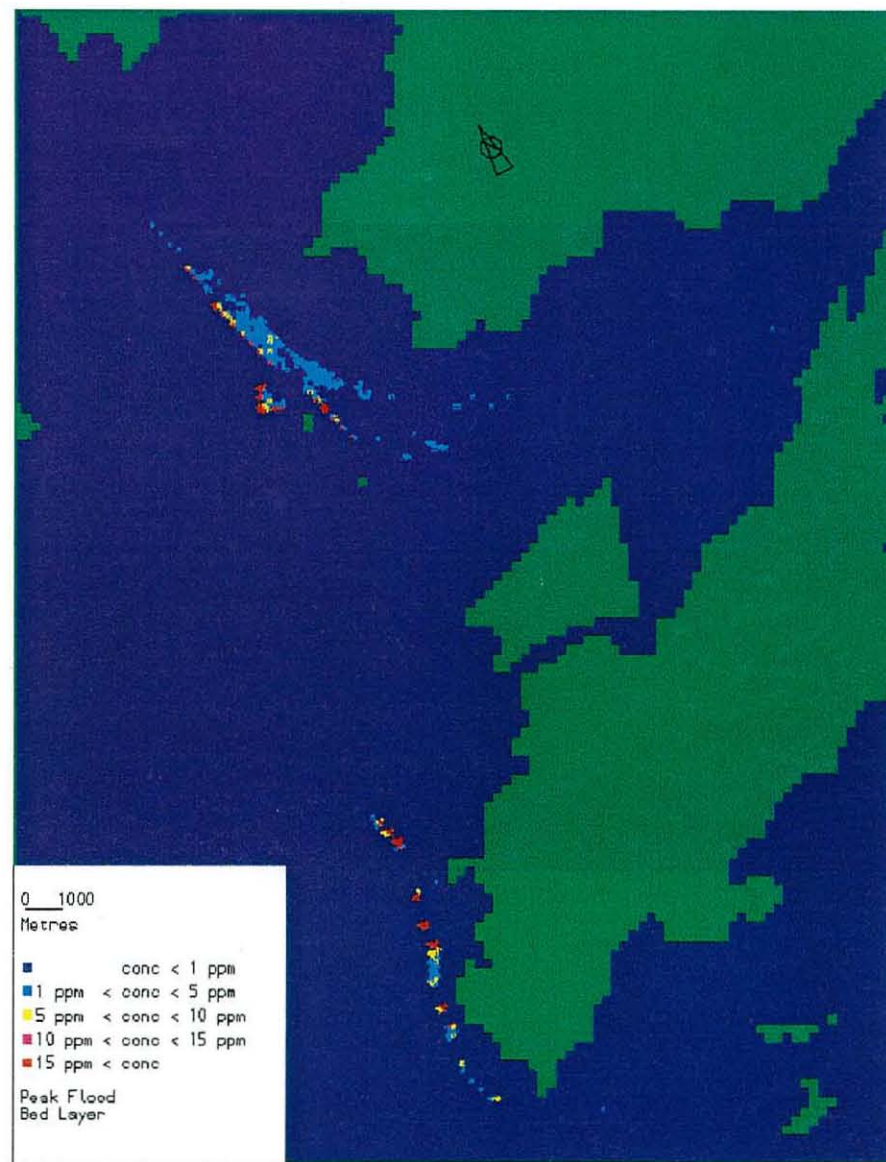 0 1000
Metres
conc < 1 ppm
1 ppm < conc < 5 ppm
5 ppm < conc < 10 ppm
10 ppm < conc < 15 ppm
15 ppm < conc
Peak Flood
Bed Layer